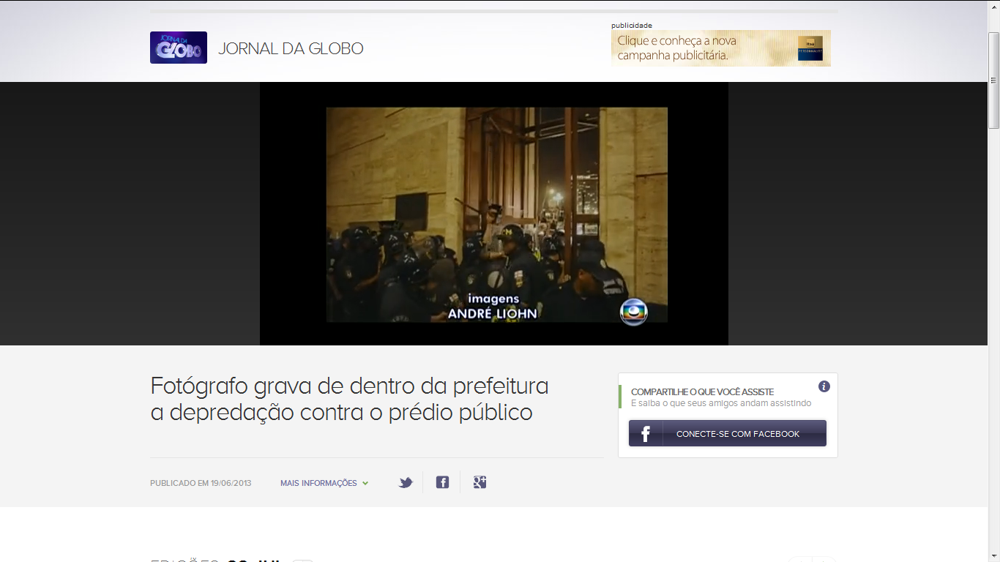 JORNAL DA
GLOBO
JORNAL DA GLOBO
publicidade
Clique e conheça a nova
campanha publicitária.
Itaú
PERSONNALITÉ
imagens
ANDRÉ LIOHN
Fotógrafo grava de dentro da prefeitura
a depredação contra o prédio público
COMPARTILHE O QUE VOCÊ ASSISTE
E saiba o que seus amigos andam assistindo
CONECTE-SE COM FACEBOOK
PUBLICADO EM 19/06/2013
MAIS INFORMAÇÕES